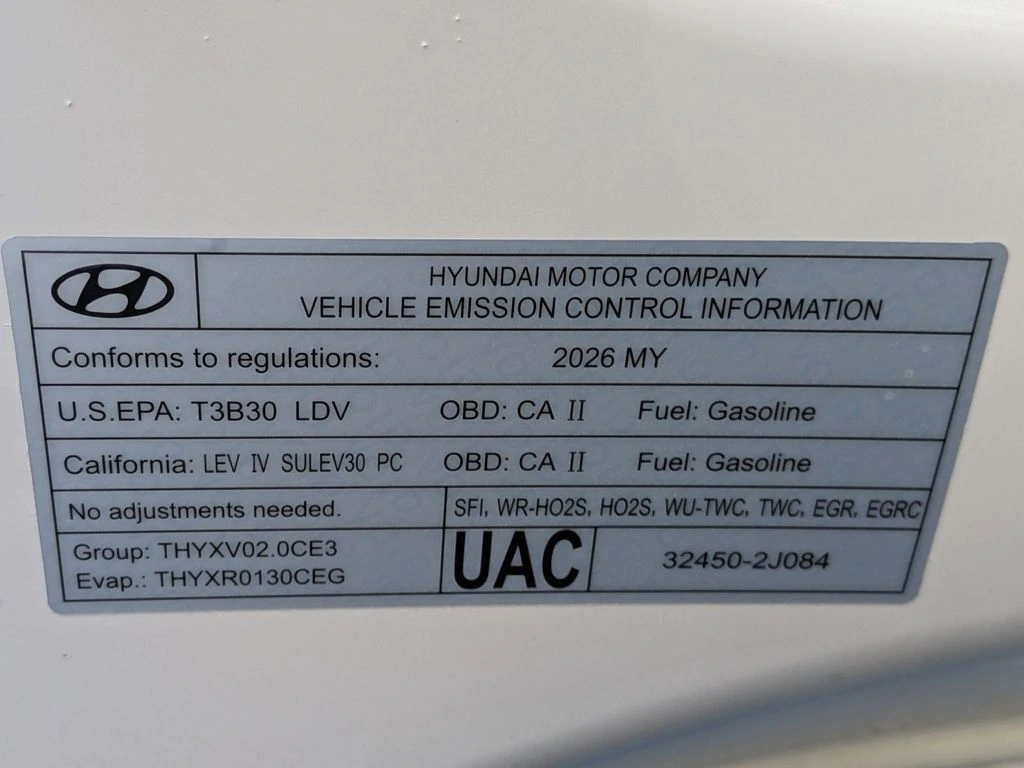 HYUNDAI MOTOR COMPANY
VEHICLE EMISSION CONTROL INFORMATION
Conforms to regulations: 2026 MY
U.S.EPA: T3B30 LDV OBD: CA II Fuel: Gasoline
California: LEV IV SULEV30 PC OBD: CA II Fuel: Gasoline
No adjustments needed. SFI, WR-HO2S, HO2S, WU-TWC, TWC, EGR, EGRC
Group: THYXV02.0CE3
Evap.: THYXR0130CEG
UAC
32450-2J084